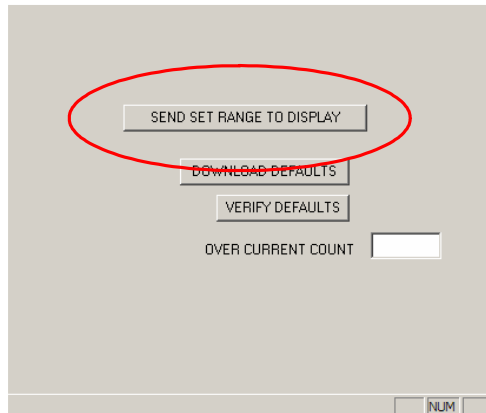 SEND SET RANGE TO DISPLAY
DOWNLOAD DEFAULTS
VERIFY DEFAULTS
OVER CURRENT COUNT
NUM